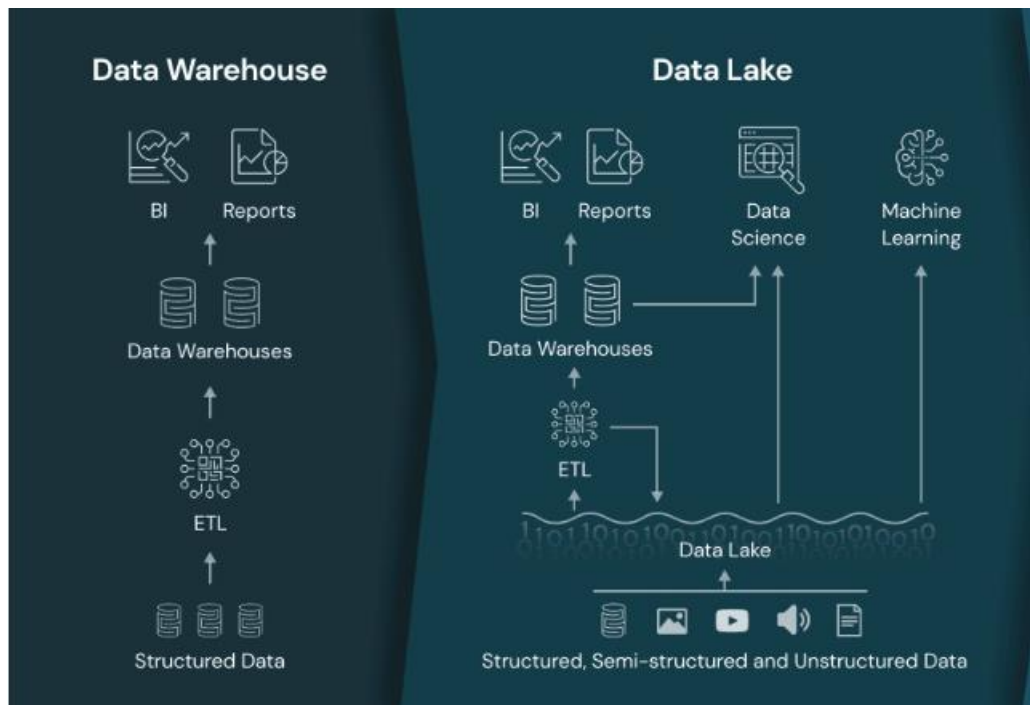 Data Warehouse
BI
Reports
Data Warehouses
ETL
Structured Data
Data Lake
BI
Reports
Data
Science
Machine
Learning
Data Warehouses
ETL
Data Lake
Structured, Semi-structured and Unstructured Data